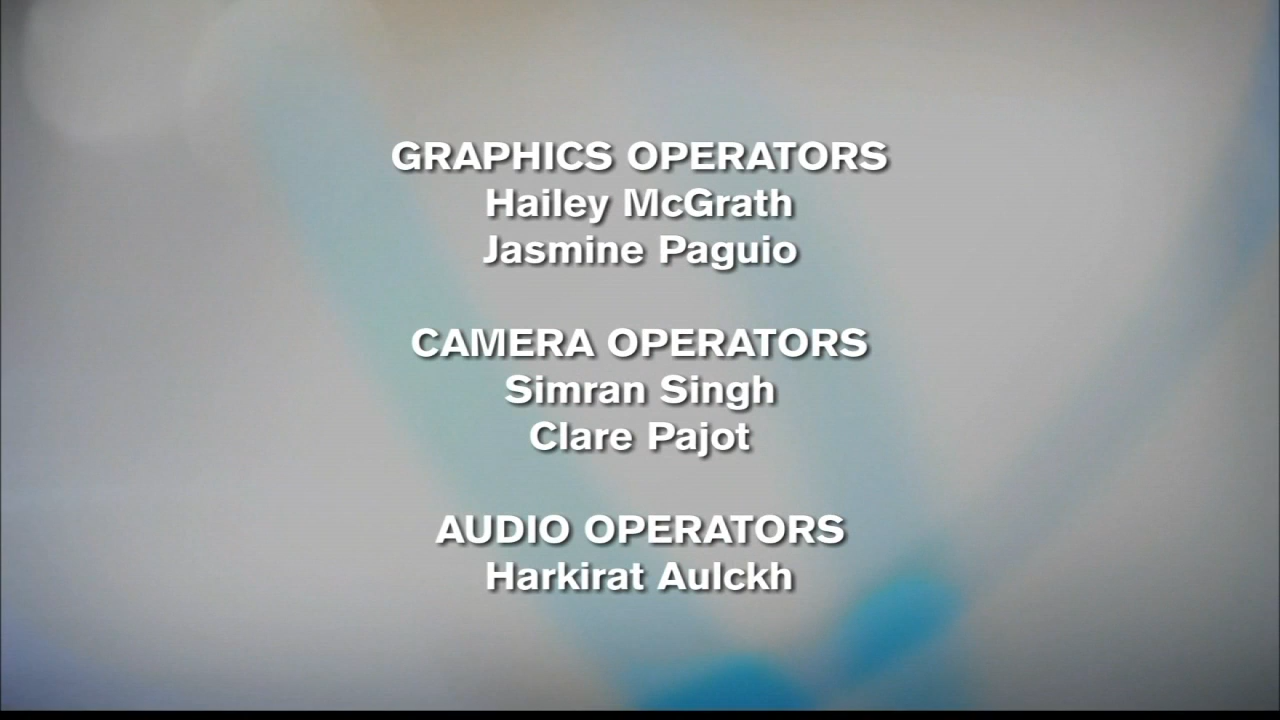 GRAPHICS OPERATORS
Hailey McGrath
Jasmine Paguio
CAMERA OPERATORS
Simran Singh
Clare Pajot
AUDIO OPERATORS
Harkirat Aulckh